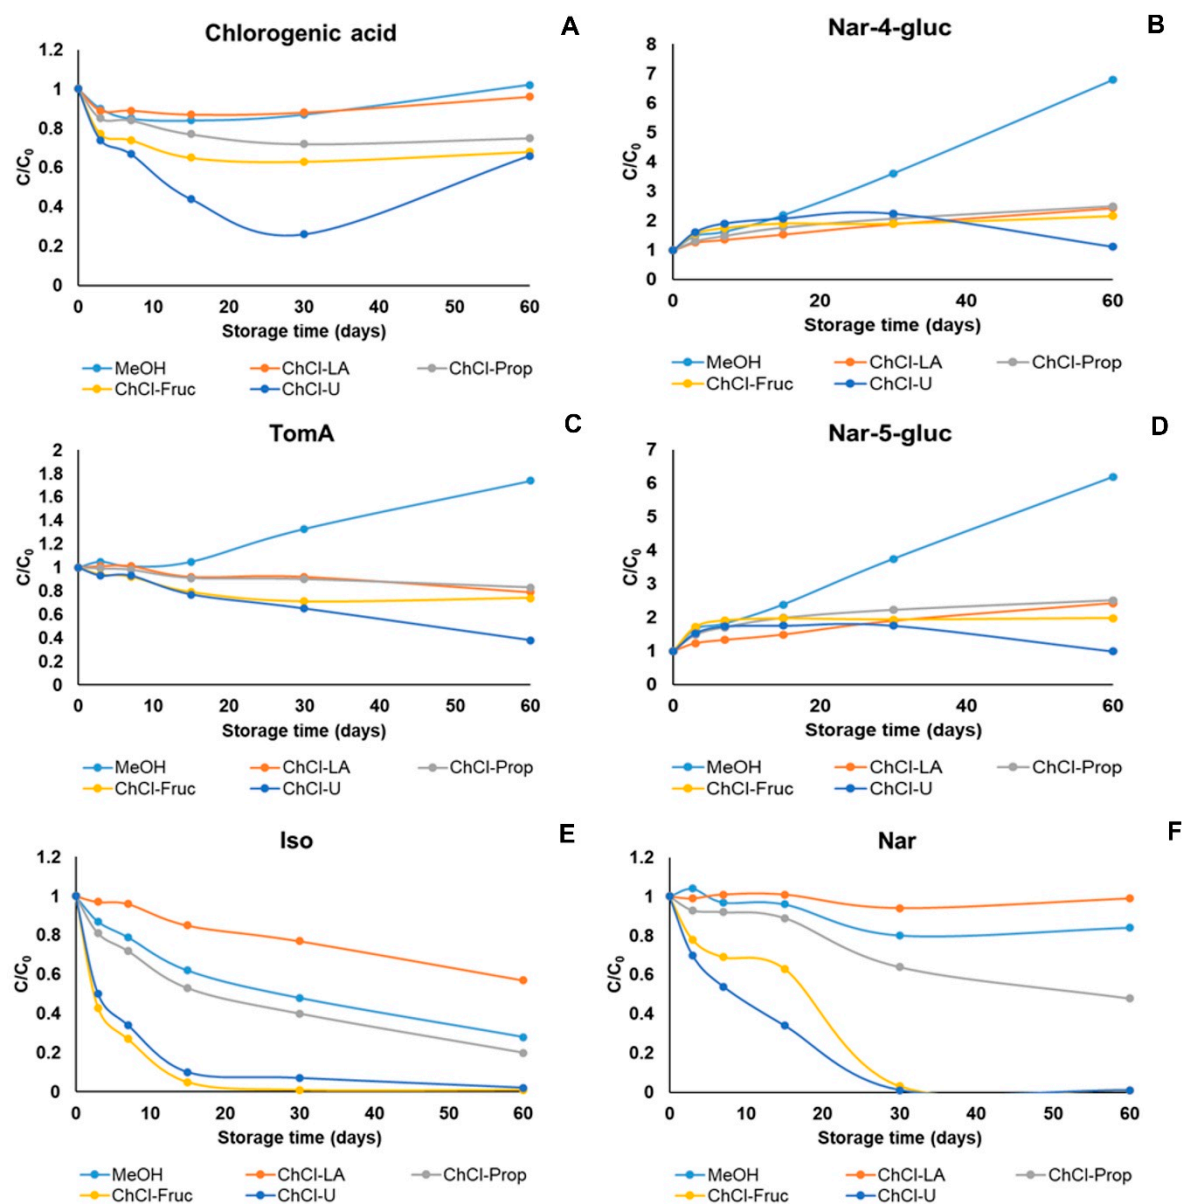 Chlorogenic acid
A
1.2
1
0.8
0.6
0.4
0.2
0
C/C0
0 10 20 30 40 50 60
Storage time (days)
MeOH ChCl-LA ChCl-Prop
ChCl-Fruc ChCl-U
Nar-4-gluc
B
8
7
6
5
4
3
2
1
0
C/C0
0 20 40 60
Storage time (days)
MeOH ChCl-LA ChCl-Prop
ChCl-Fruc ChCl-U
TomA
C
2
1.8
1.6
1.4
1.2
1
0.8
0.6
0.4
0.2
0
C/C0
0 10 20 30 40 50 60
Storage time (days)
MeOH ChCl-LA ChCl-Prop
ChCl-Fruc ChCl-U
Nar-5-gluc
D
7
6
5
4
3
2
1
0
C/C0
0 20 40 60
Storage time (days)
MeOH ChCl-LA ChCl-Prop
ChCl-Fruc ChCl-U
Iso
E
1.2
1
0.8
0.6
0.4
0.2
0
C/C0
0 10 20 30 40 50 60
Storage time (days)
MeOH ChCl-LA ChCl-Prop
ChCl-Fruc ChCl-U
Nar
F
1.2
1
0.8
0.6
0.4
0.2
0
C/C0
0 10 20 30 40 50 60
Storage time (days)
MeOH ChCl-LA ChCl-Prop
ChCl-Fruc ChCl-U